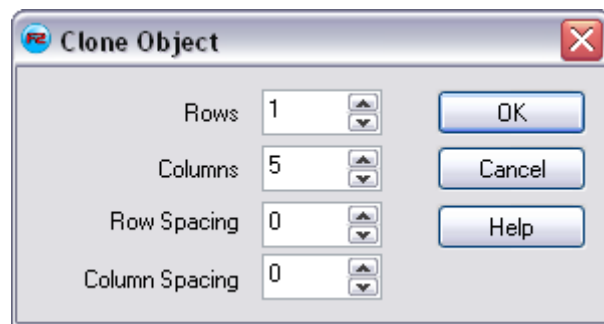 Clone Object
Rows 1 OK
Columns 5 Cancel
Row Spacing 0 Help
Column Spacing 0